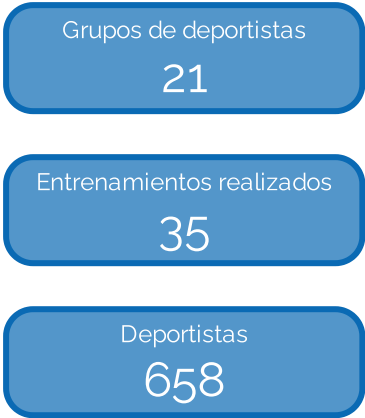 Grupos de deportistas
21
Entrenamientos realizados
35
Deportistas
658